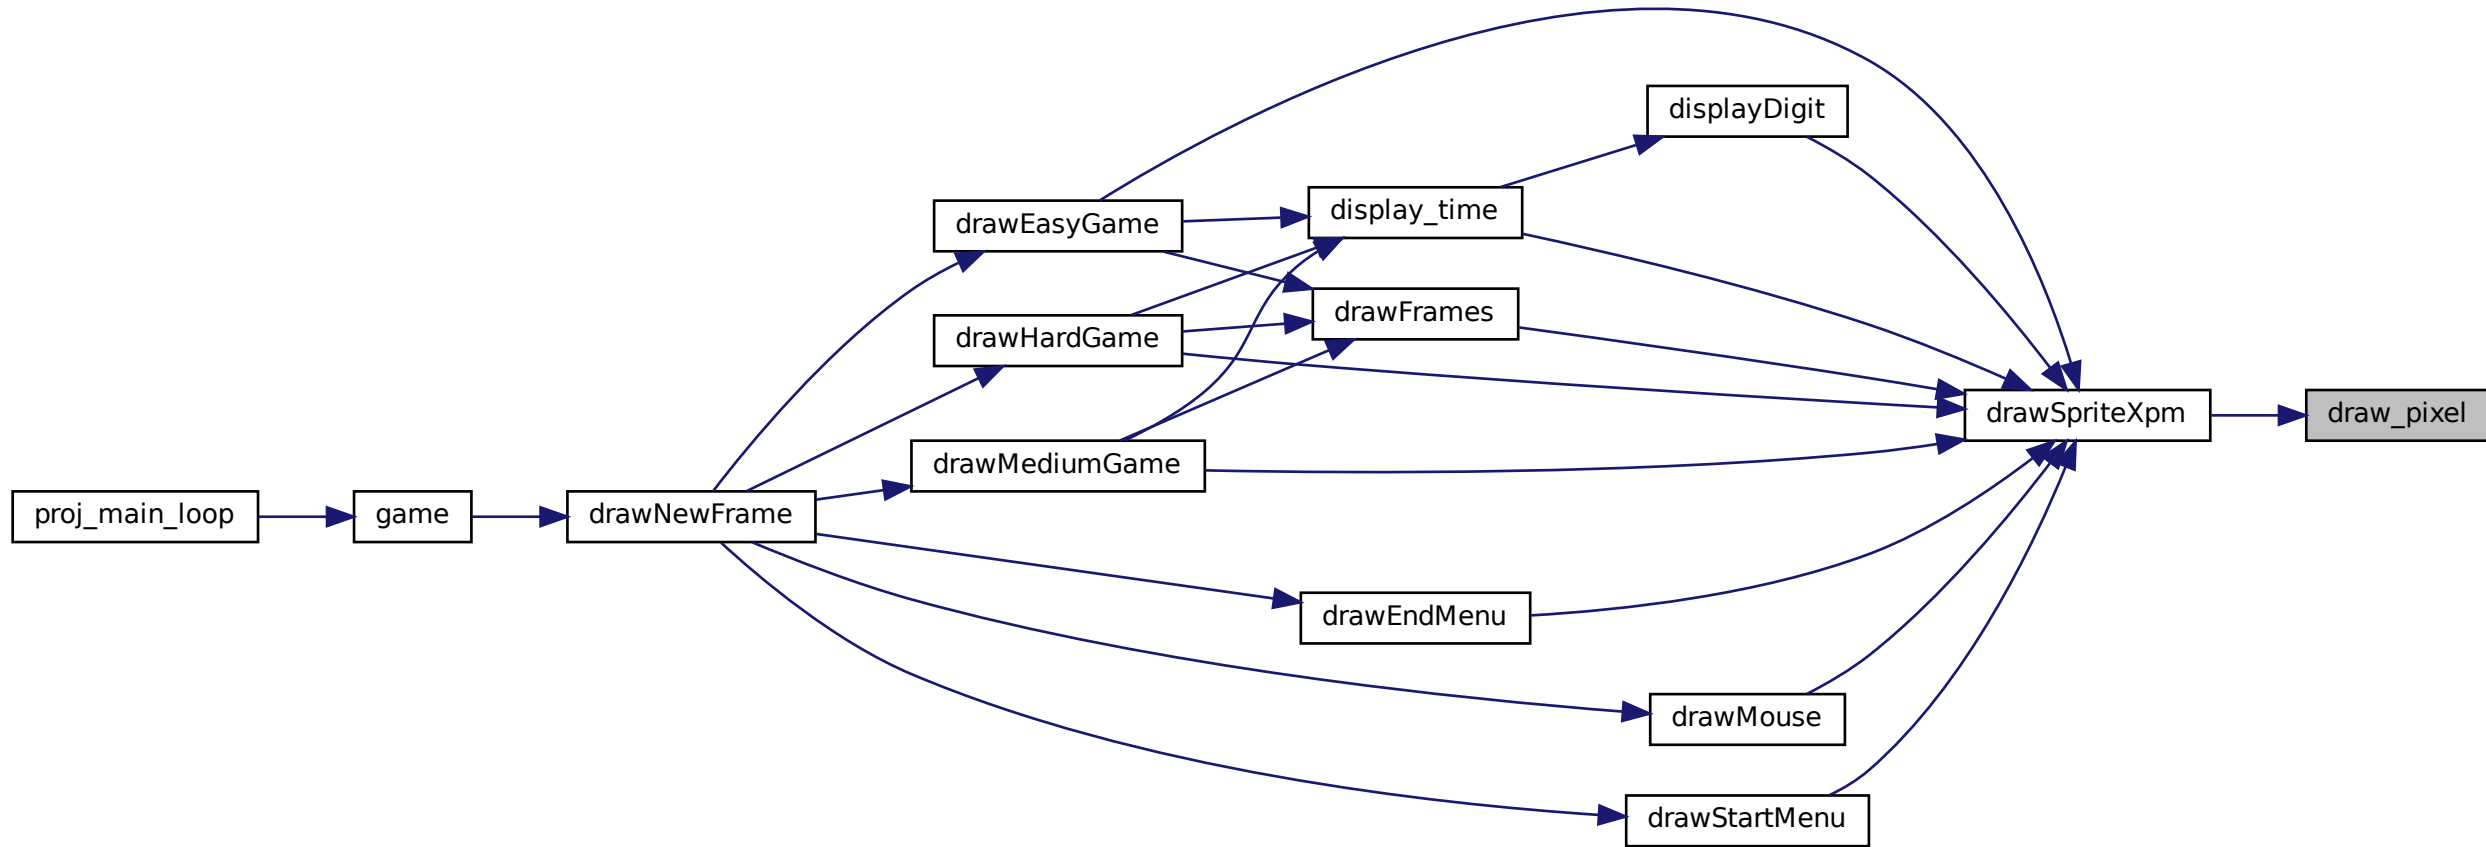 proj_main_loop
game
drawNewFrame
drawEasyGame
drawHardGame
drawMediumGame
display_time
drawFrames
drawEndMenu
displayDigit
drawMouse
drawStartMenu
drawSpriteXpm
draw_pixel